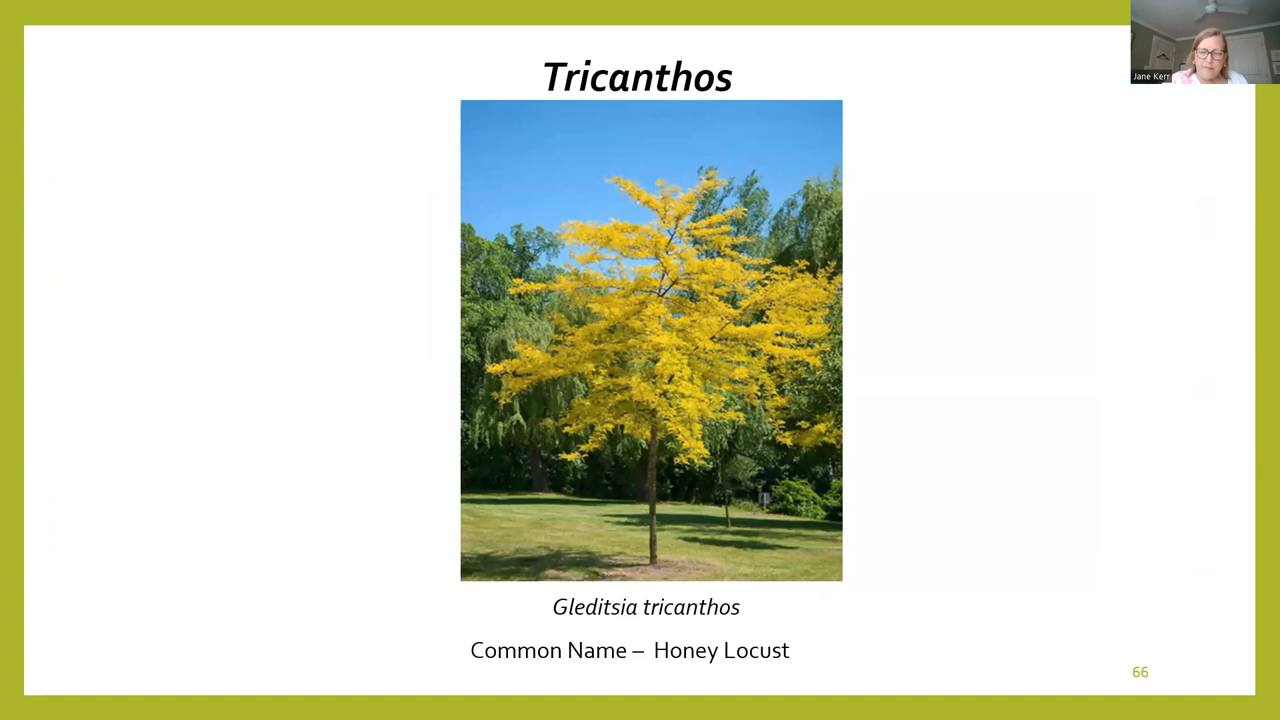 Tricanthos
Jane Kerr
Gleditsia tricanthos
Common Name – Honey Locust
66